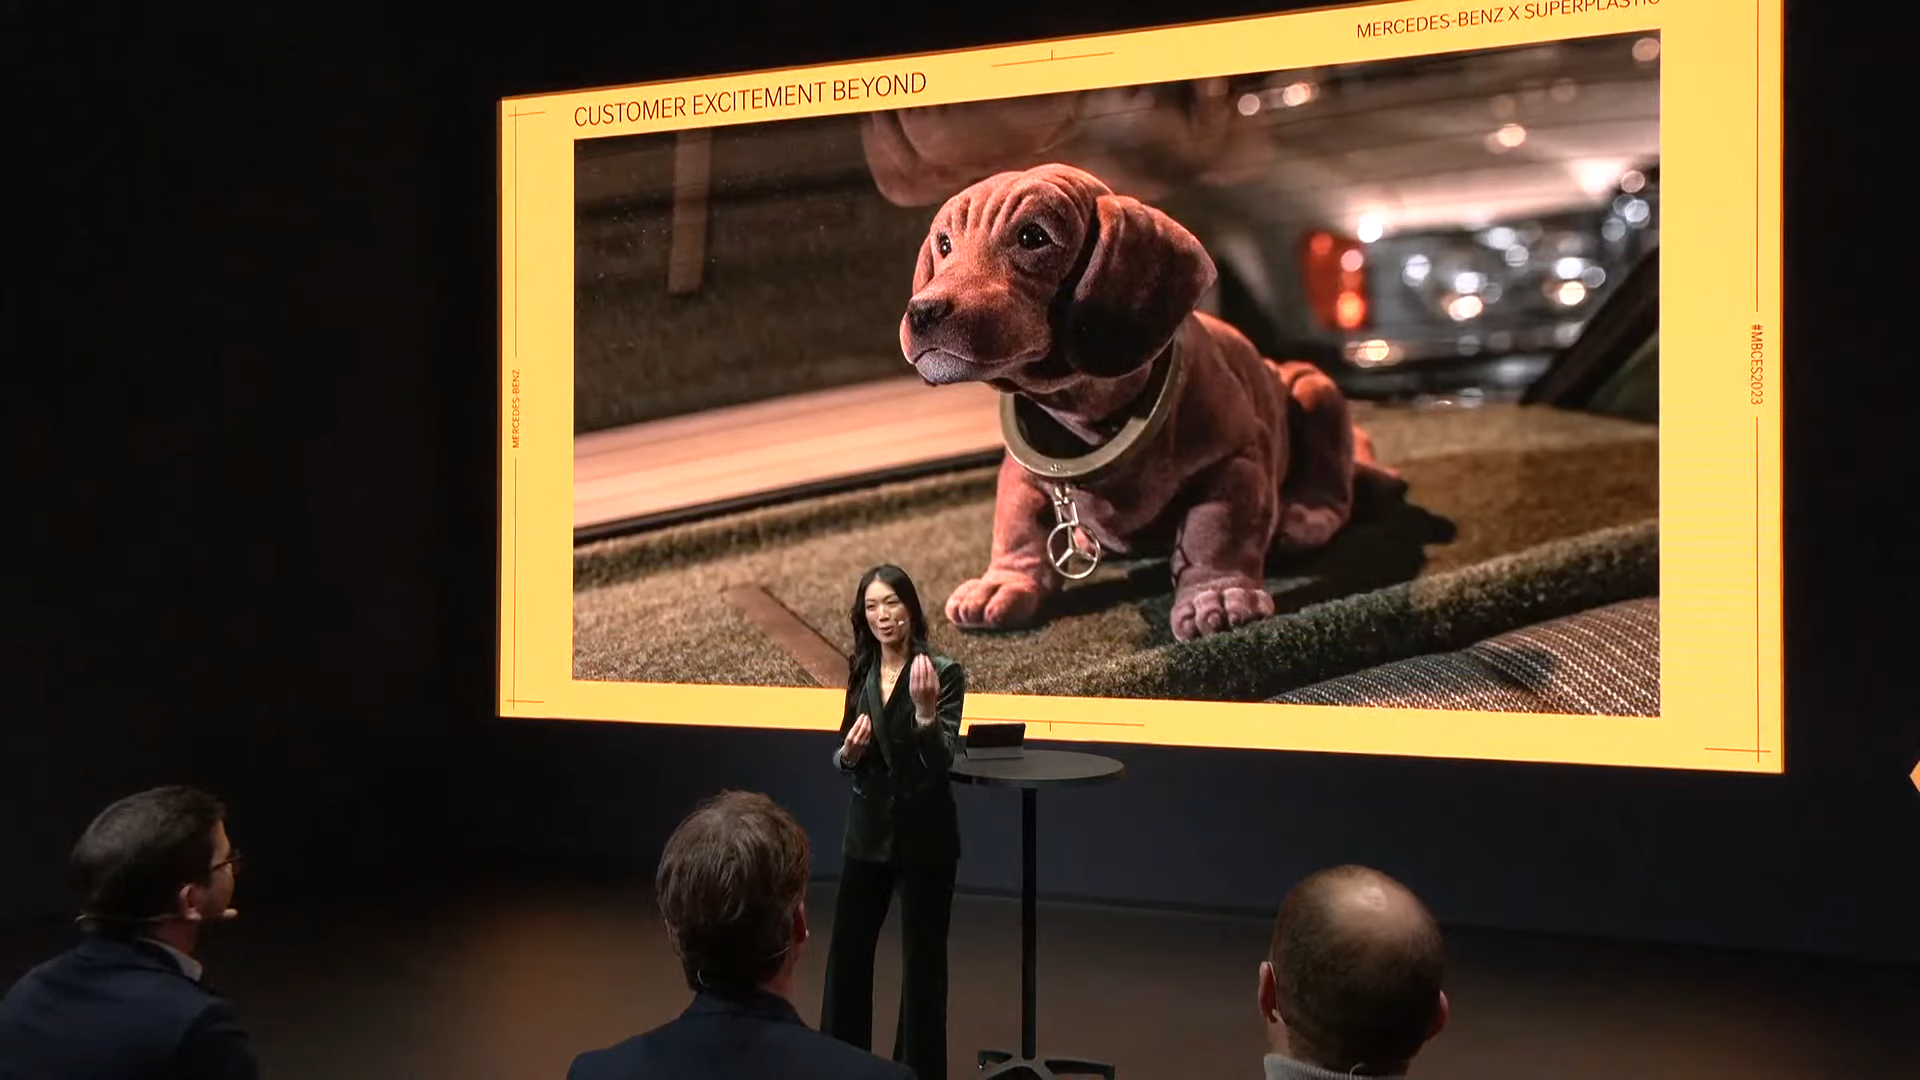 MERCEDES-BENZ X SUPERPLASTIC
CUSTOMER EXCITEMENT BEYOND
MERCEDES-BENZ
#MBCES2023